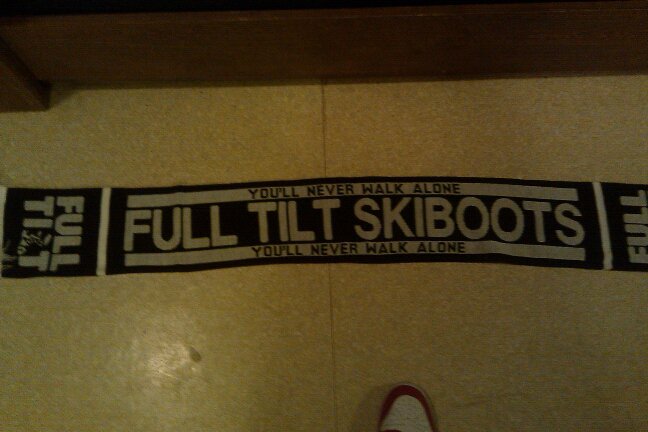 YOU'LL NEVER WALK ALONE
FULL TILT SKIBOOTS
YOU'LL NEVER WALK ALONE
FULL
TILT
FULL